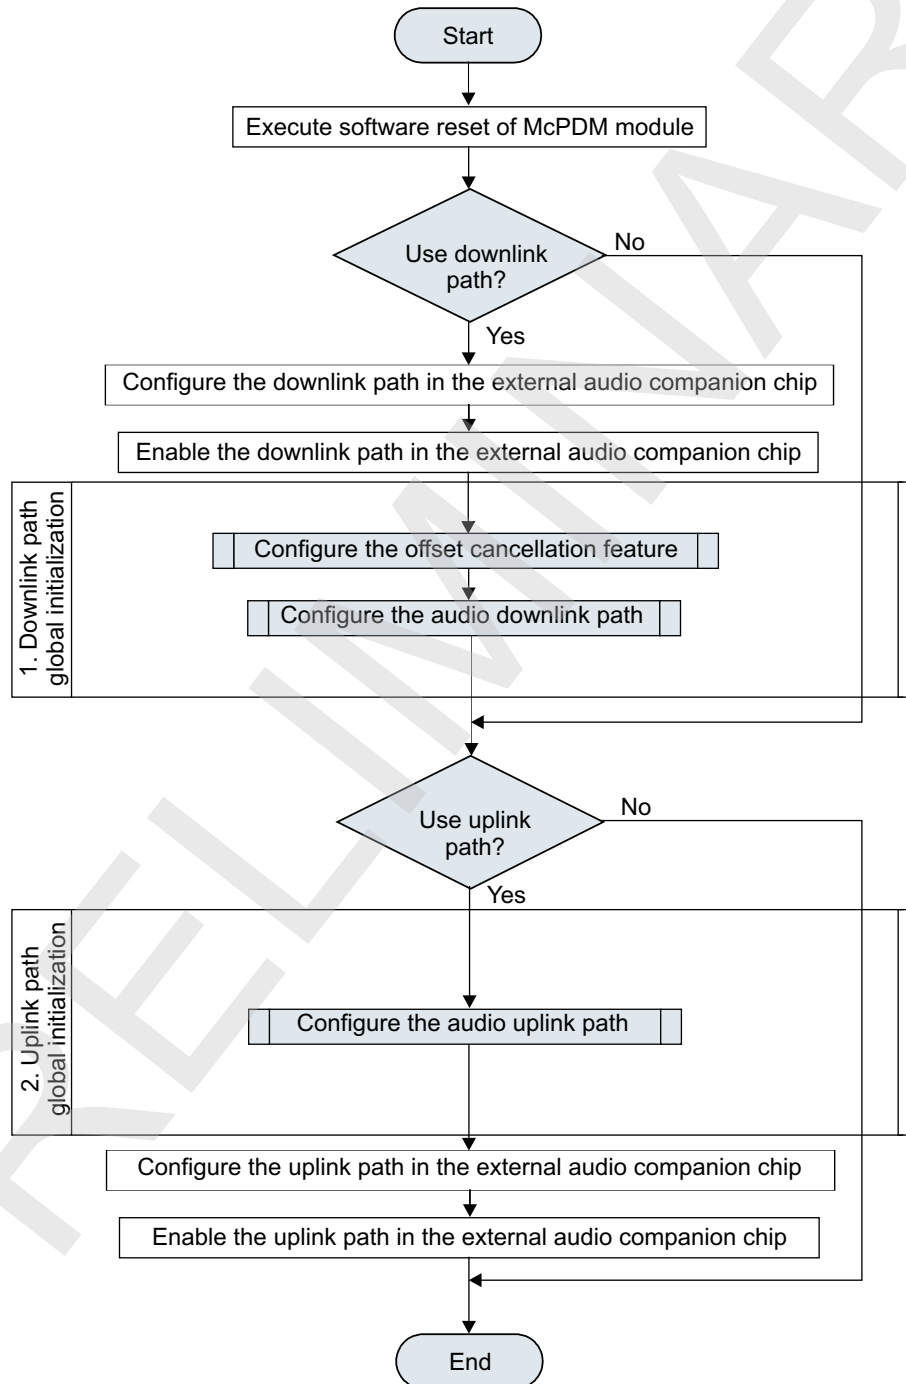 Start
Execute software reset of McPDM module
Use downlink
path?
No
Yes
Configure the downlink path in the external audio companion chip
Enable the downlink path in the external audio companion chip
1. Downlink path
global initialization
Configure the offset cancellation feature
Configure the audio downlink path
Use uplink
path?
No
Yes
2. Uplink path
global initialization
Configure the audio uplink path
Configure the uplink path in the external audio companion chip
Enable the uplink path in the external audio companion chip
End
RELIMINAR